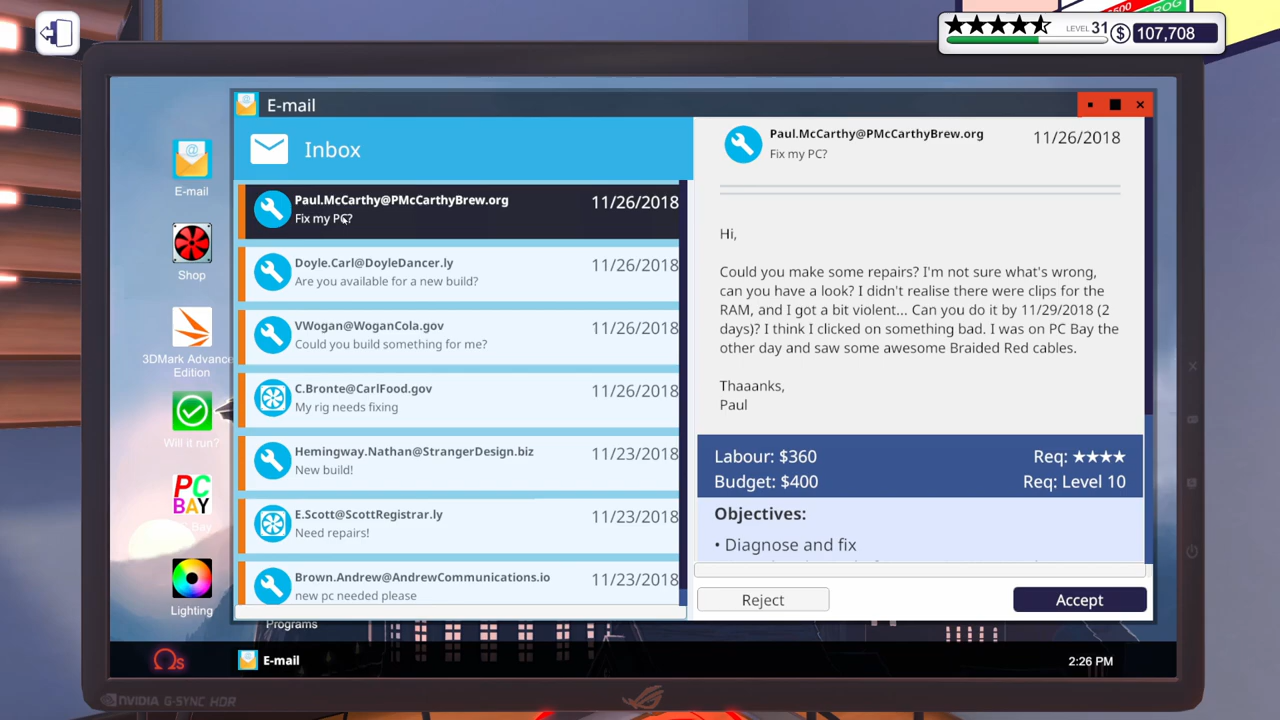 LEVEL 31 $ 107,708
E-mail
Inbox
Paul.McCarthy@PMcCarthyBrew.org 11/26/2018
Fix my PC?
Doyle.Carl@DoyleDancer.ly 11/26/2018
Are you available for a new build?
VWogan@WoganCola.gov 11/26/2018
Could you build something for me?
C.Bronte@CarlFood.gov 11/26/2018
My rig needs fixing
Hemingway.Nathan@StrangerDesign.biz 11/23/2018
New build!
E.Scott@ScottRegistrar.ly 11/23/2018
Need repairs!
Brown.Andrew@AndrewCommunications.io 11/23/2018
new pc needed please
Paul.McCarthy@PMcCarthyBrew.org 11/26/2018
Fix my PC?
Hi,
Could you make some repairs? I'm not sure what's wrong,
can you have a look? I didn't realise there were clips for the
RAM, and I got a bit violent... Can you do it by 11/29/2018 (2
days)? I think I clicked on something bad. I was on PC Bay the
other day and saw some awesome Braided Red cables.
Thaaanks,
Paul
Labour: $360 Req: ★★★★
Budget: $400 Req: Level 10
Objectives:
• Diagnose and fix
Reject
Accept
E-mail
Shop
3DMark Advance
Edition
Will it run?
PC
BAY
Lighting
Programs
Ωs
E-mail
2:26 PM
NVIDIA G-SYNC HDR